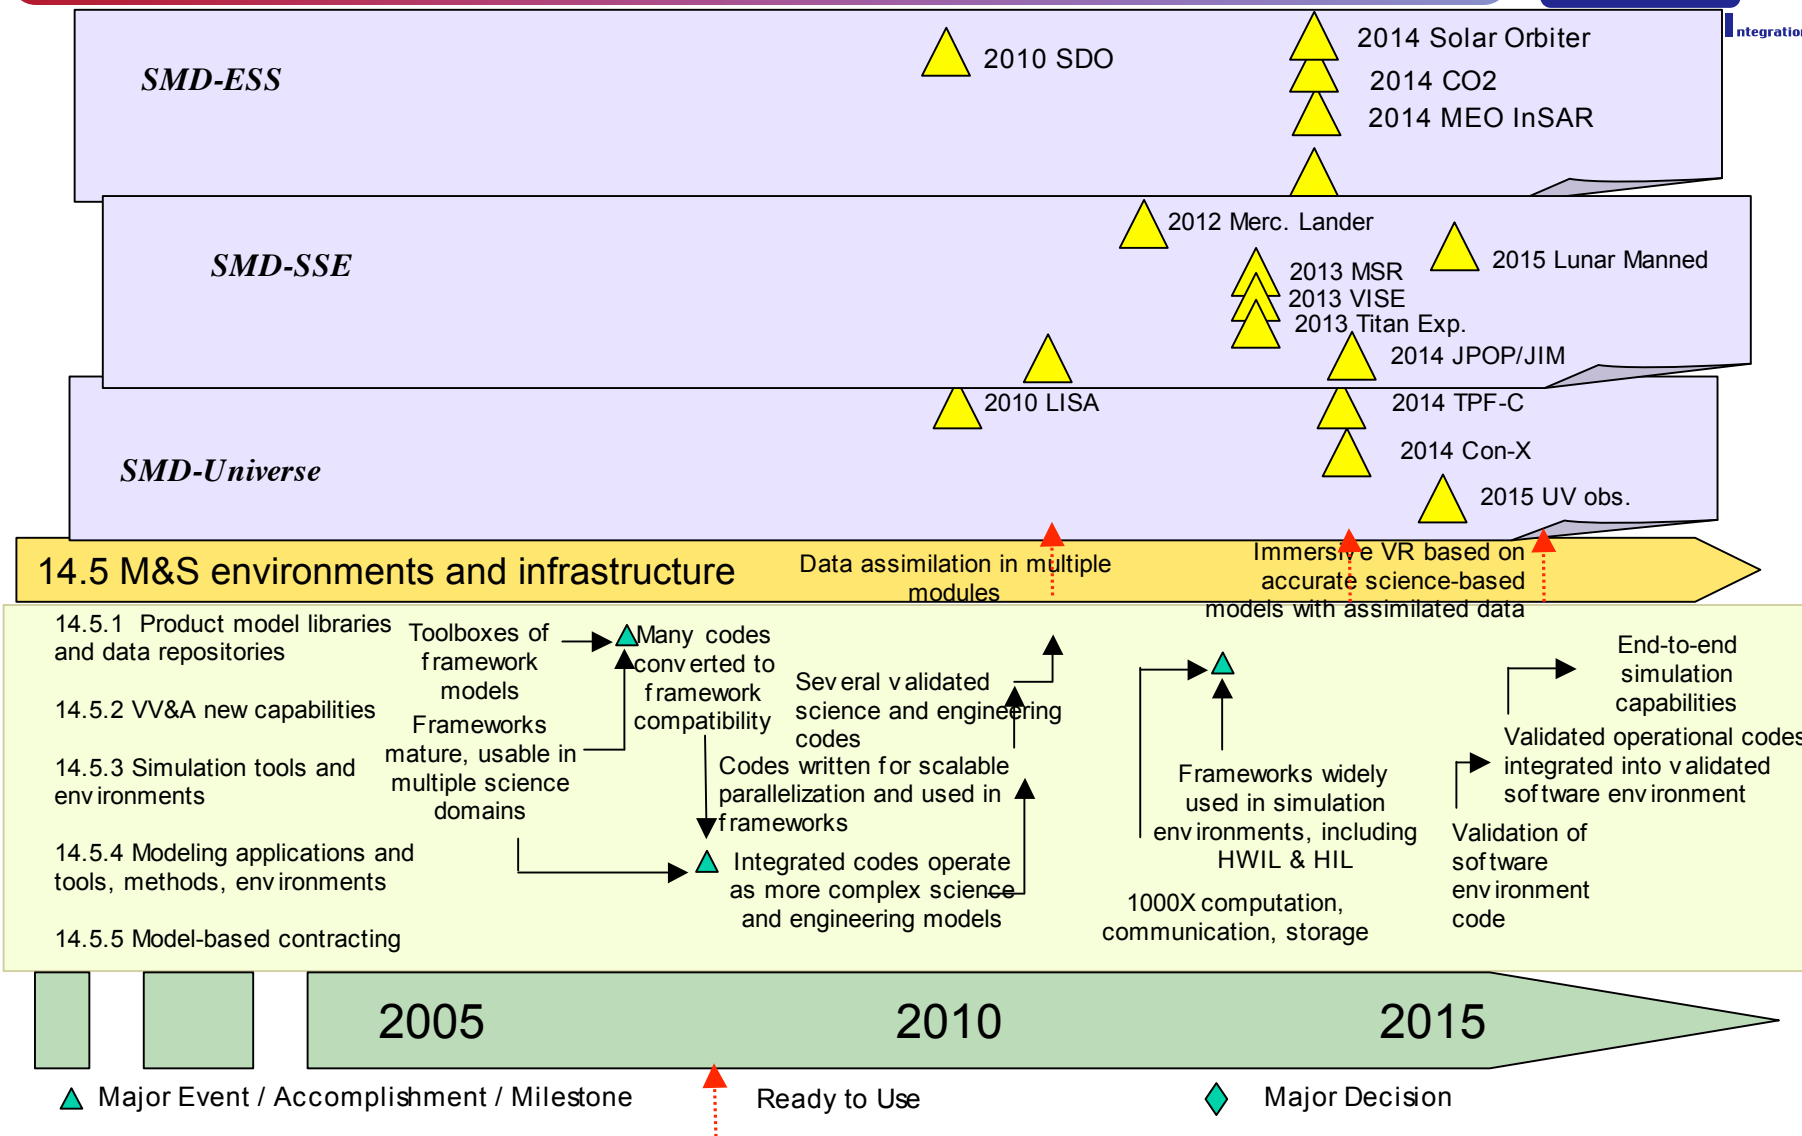 ntegration
SMD-ESS
2010 SDO
2014 Solar Orbiter
2014 CO2
2014 MEO InSAR
SMD-SSE
2012 Merc. Lander
2015 Lunar Manned
2013 MSR
2013 VISE
2013 Titan Exp.
2014 JPOP/JIM
SMD-Universe
2010 LISA
2014 TPF-C
2014 Con-X
2015 UV obs.
14.5 M&S environments and infrastructure
Data assimilation in multiple
modules
Immersive VR based on
accurate science-based
models with assimilated data
14.5.1 Product model libraries
and data repositories
14.5.2 VV&A new capabilities
14.5.3 Simulation tools and
environments
14.5.4 Modeling applications and
tools, methods, environments
14.5.5 Model-based contracting
Toolboxes of
framework
models
Frameworks
mature, usable in
multiple science
domains
Many codes
converted to
framework
compatibility
Several validated
science and engineering
codes
Codes written for scalable
parallelization and used in
frameworks
Integrated codes operate
as more complex science
and engineering models
Frameworks widely
used in simulation
environments, including
HWIL & HIL
1000X computation,
communication, storage
End-to-end
simulation
capabilities
Validated operational codes
integrated into validated
software environment
Validation of
software
environment
code
2005
2010
2015
Major Event / Accomplishment / Milestone
Ready to Use
Major Decision